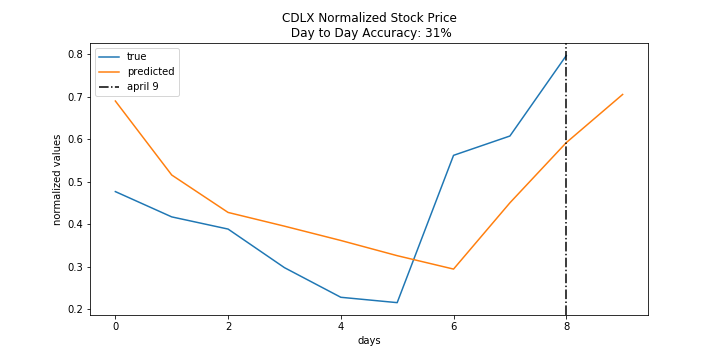 CDLX Normalized Stock Price
Day to Day Accuracy: 31%
true
predicted
april 9
normalized values
0.8
0.7
0.6
0.5
0.4
0.3
0.2
0 2 4 6 8
days